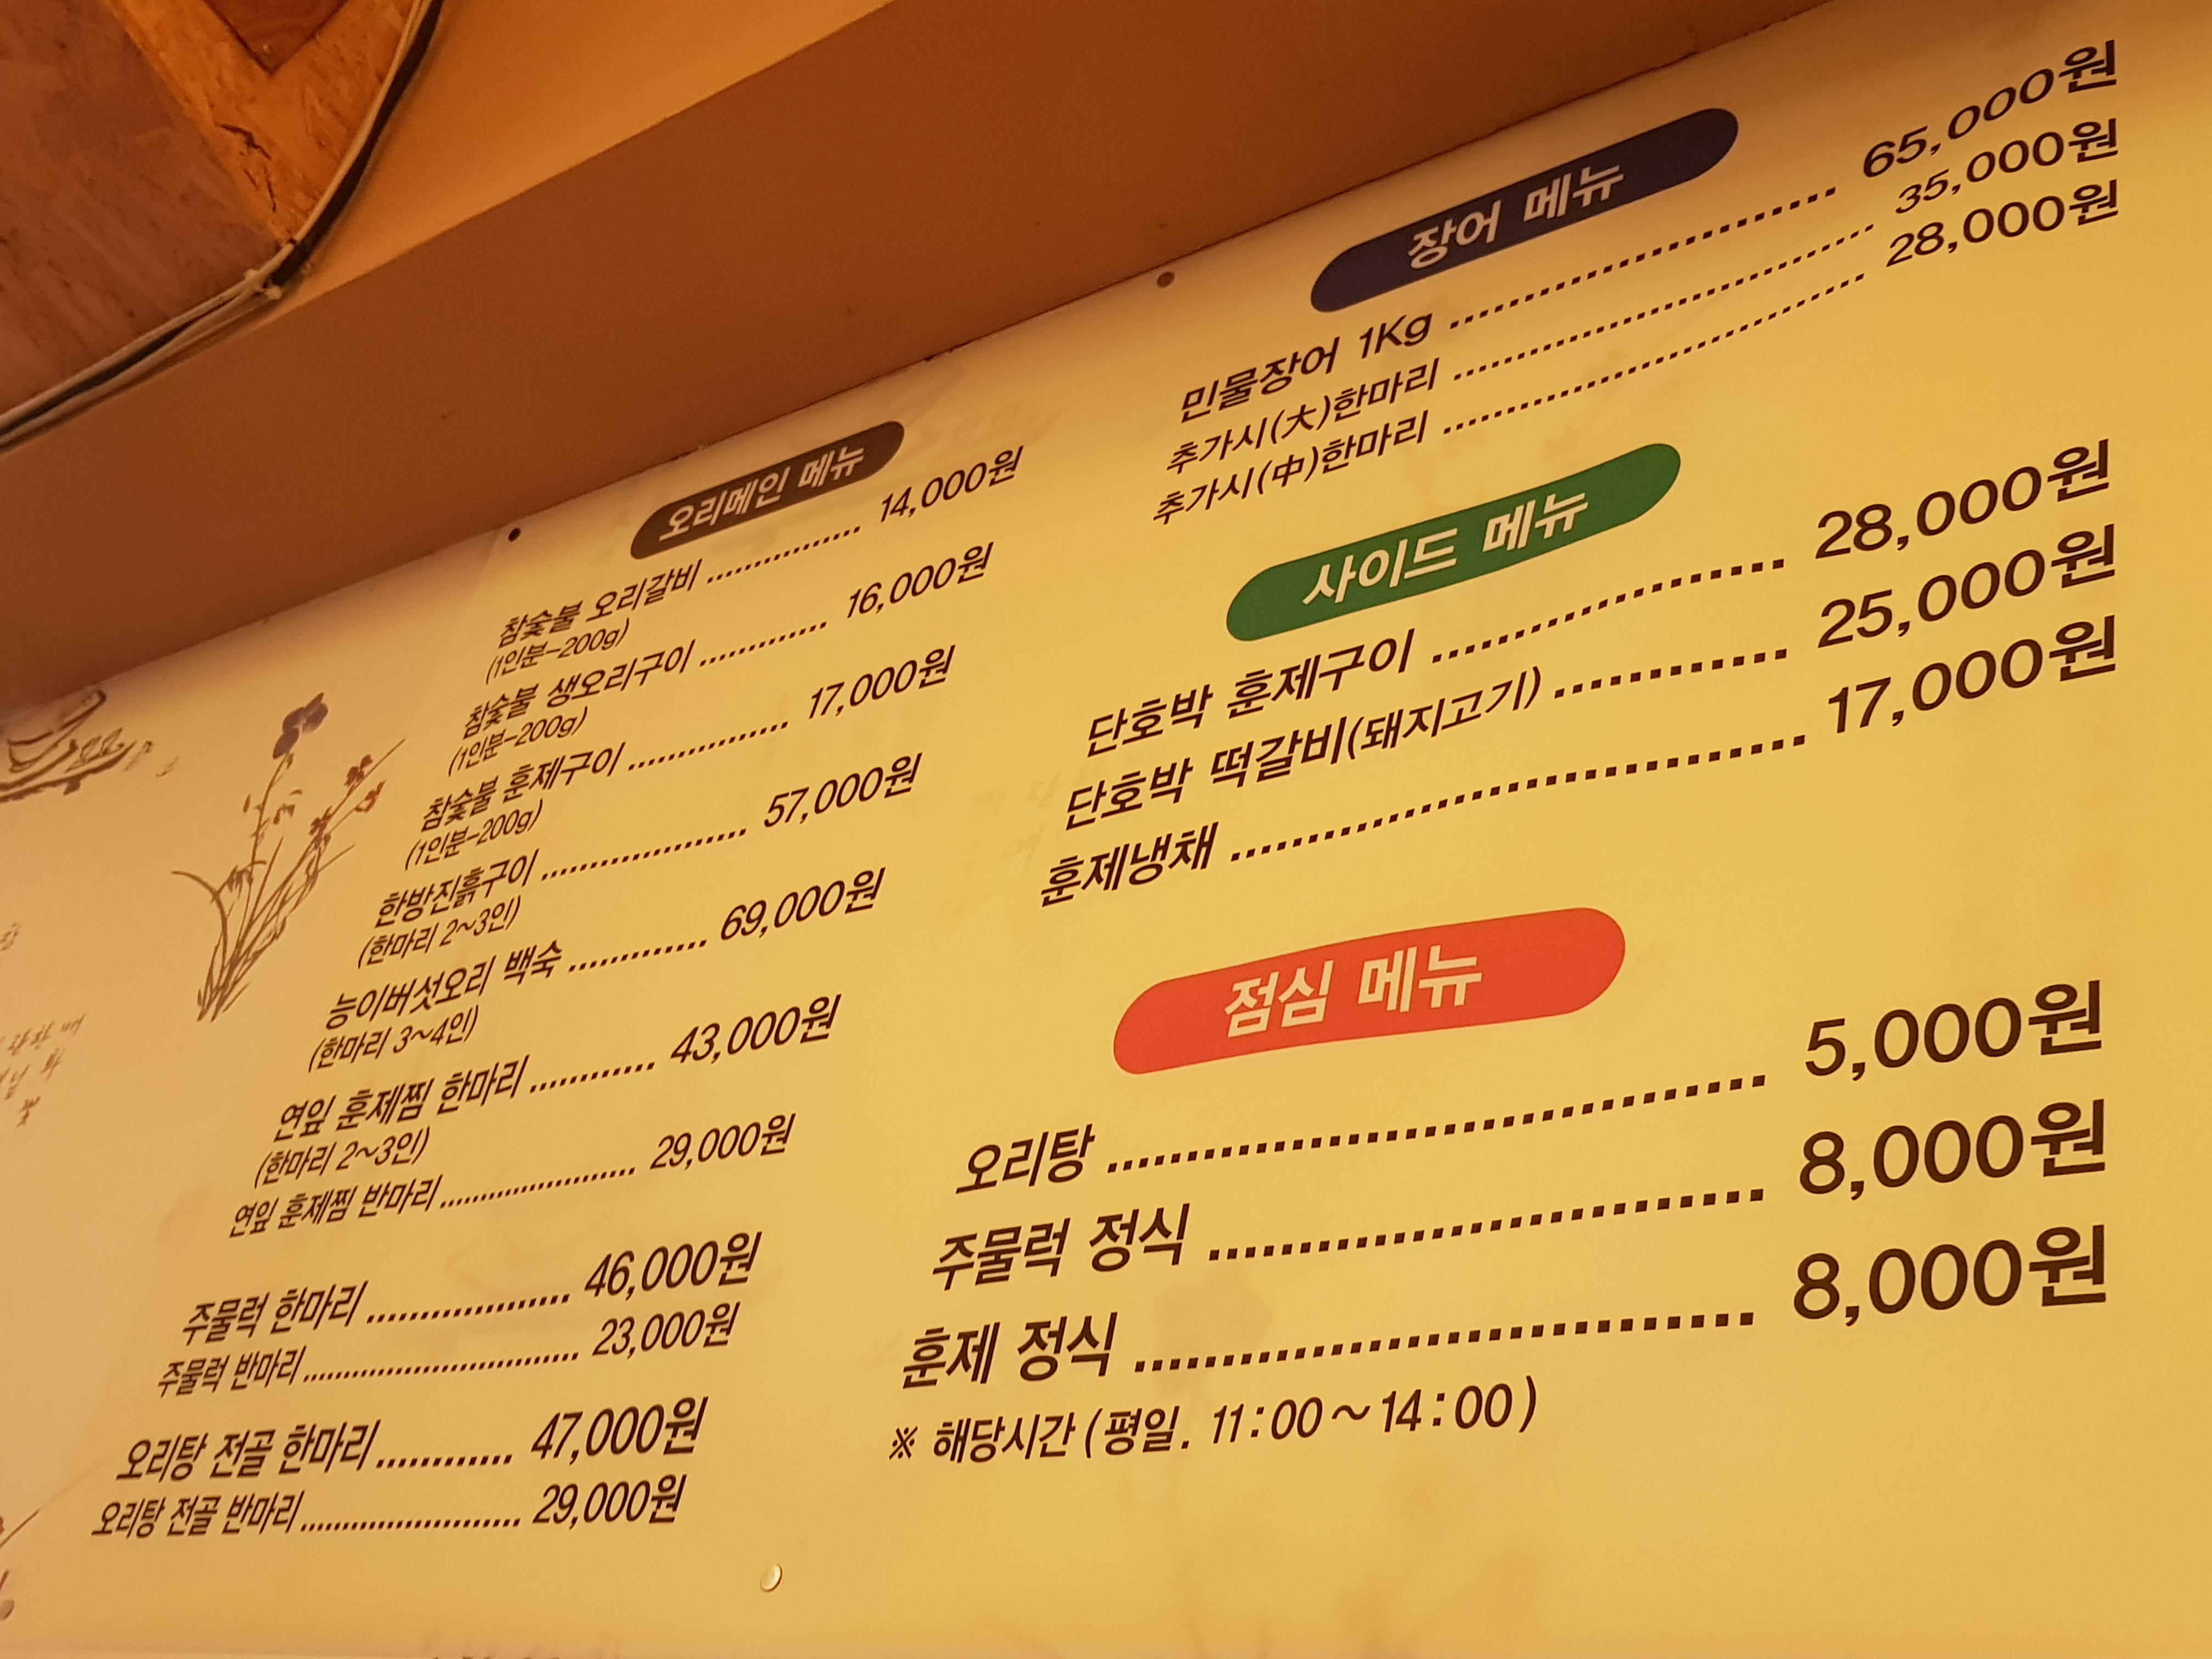 오리메인 메뉴
참숯불 오리갈비 ............... 14,000원
(1인분-200g)
참숯불 생오리구이 ............ 16,000원
(1인분-200g)
참숯불 훈제구이 ............... 17,000원
(1인분-200g)
한방진흙구이 ................... 57,000원
(한마리 2~3인)
능이버섯오리 백숙 ............ 69,000원
(한마리 3~4인)
연잎 훈제찜 한마리 ............ 43,000원
(한마리 2~3인)
연잎 훈제찜 반마리 ............ 29,000원
주물럭 한마리 .................. 46,000원
주물럭 반마리 .................. 23,000원
오리탕 전골 한마리 ............ 47,000원
오리탕 전골 반마리 ............ 29,000원
장어 메뉴
민물장어 1Kg .................. 65,000원
추가시(大)한마리 ............... 35,000원
추가시(中)한마리 ............... 28,000원
사이드 메뉴
단호박 훈제구이 ............... 28,000원
단호박 떡갈비(돼지고기) ............ 25,000원
훈제냉채 ........................ 17,000원
점심 메뉴
오리탕 ........................ 5,000원
주물럭 정식 .................. 8,000원
훈제 정식 ..................... 8,000원
※ 해당시간 (평일. 11:00~14:00)